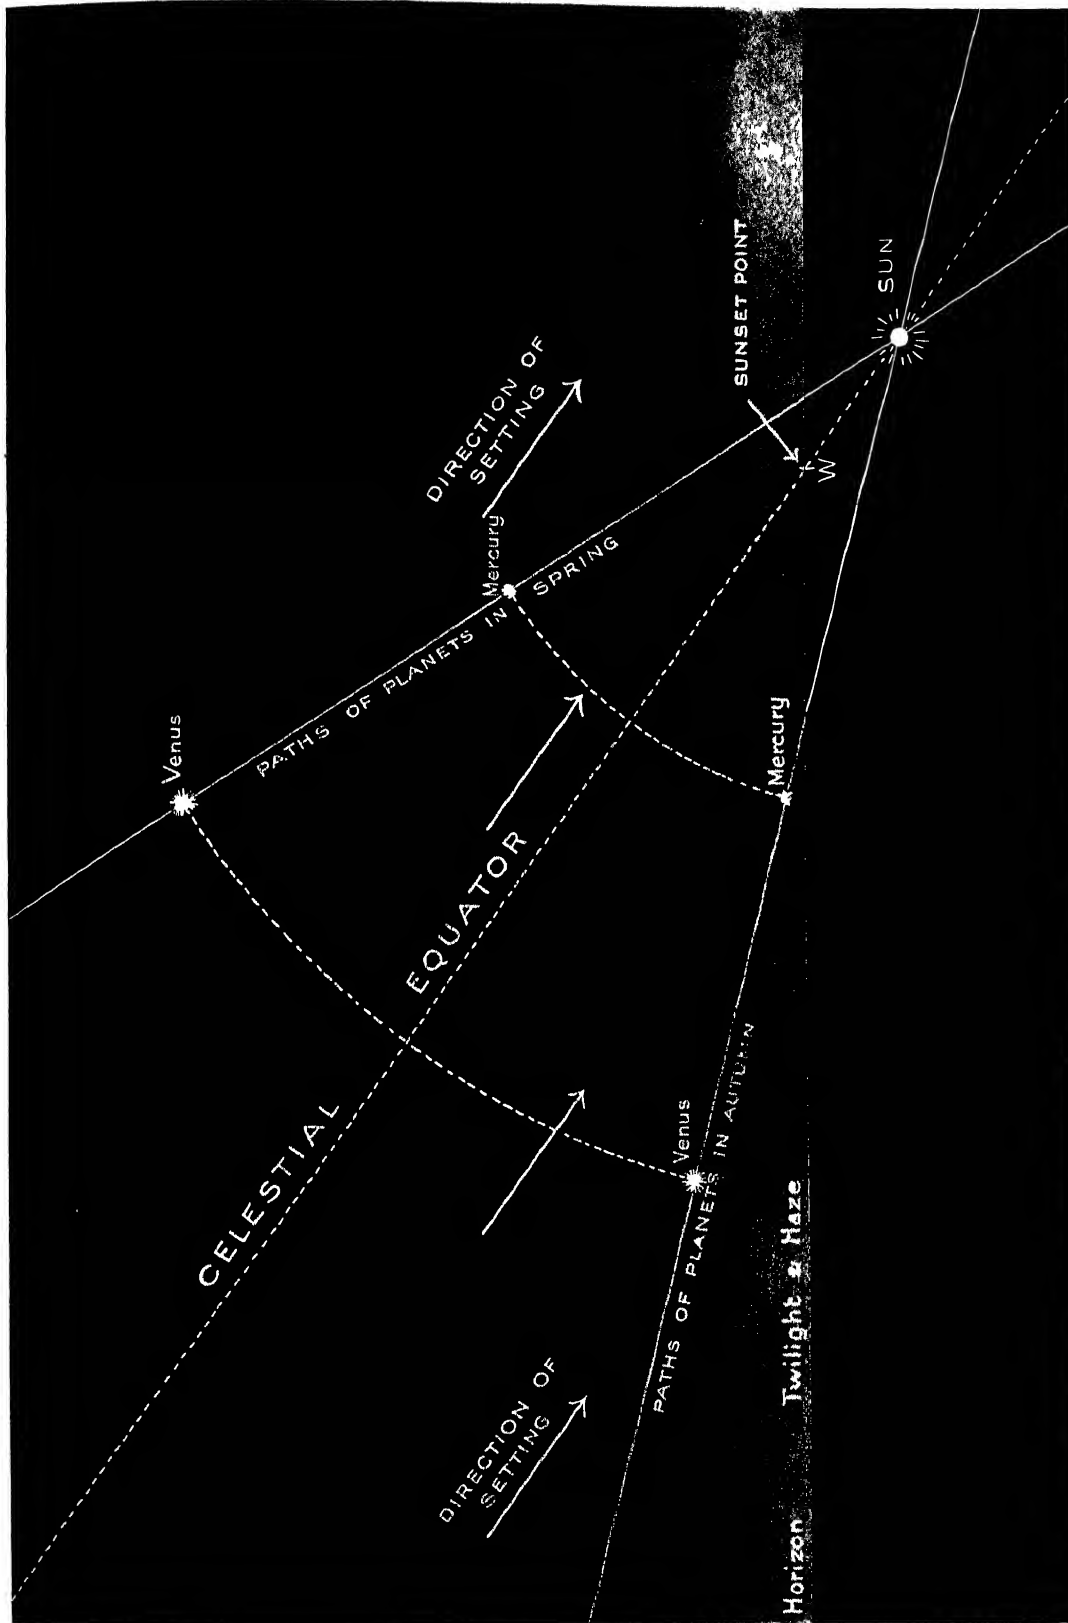 SUNSET POINT
SUN
W
DIRECTION OF
SETTING
Mercury
PATHS OF PLANETS IN SPRING
Venus
Mercury
CELESTIAL EQUATOR
Venus
PATHS OF PLANETS IN AUTUMN
DIRECTION OF
SETTING
Horizon Twilight & Haze